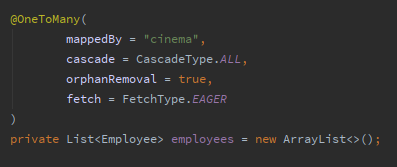 @OneToMany(
mappedBy = "cinema",
cascade = CascadeType.ALL,
orphanRemoval = true,
fetch = FetchType.EAGER
)
private List<Employee> employees = new ArrayList<>();